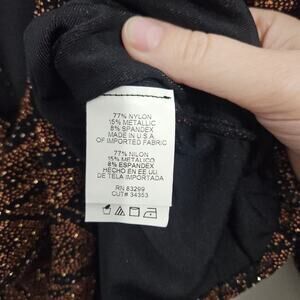 77% NYLON
15% METALLIC
8% SPANDEX
MADE IN U.S.A
OF IMPORTED FABRIC
77% NILON
15% METALICO
8% ESPANDEX
HECHO EN EE UU
DE TELA IMPORTADA
RN 83299
CUT# 34353